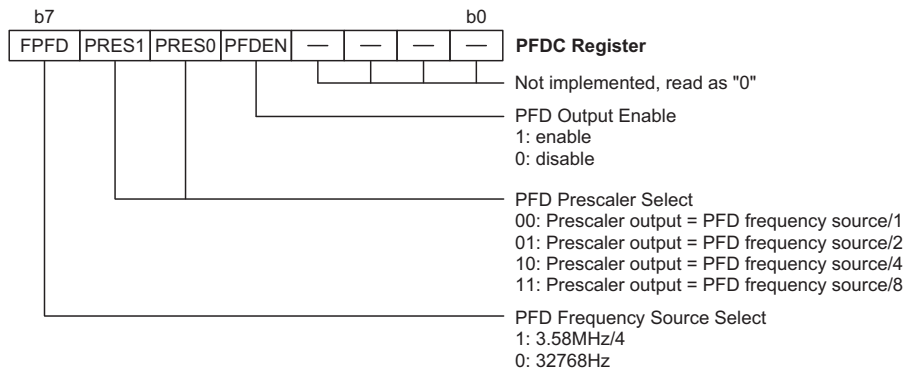 b7 b0
FPFD PRES1 PRES0 PFDEN — — — — PFDC Register
Not implemented, read as "0"
PFD Output Enable
1: enable
0: disable
PFD Prescaler Select
00: Prescaler output = PFD frequency source/1
01: Prescaler output = PFD frequency source/2
10: Prescaler output = PFD frequency source/4
11: Prescaler output = PFD frequency source/8
PFD Frequency Source Select
1: 3.58MHz/4
0: 32768Hz